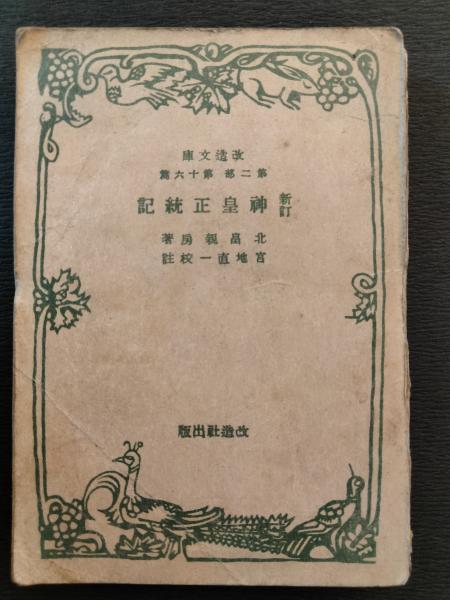 改造文庫
第二部 第十六篇
新訂 神皇正統記
北畠親房著
宮地直一校註
改造社出版